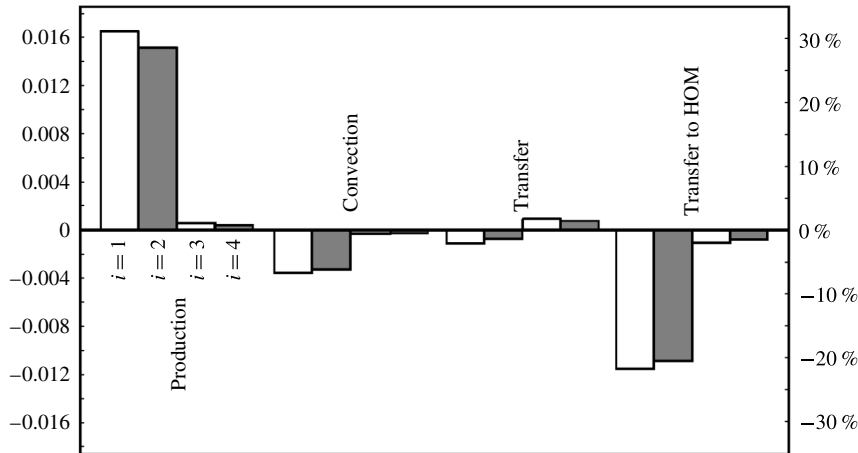 0.016
0.012
0.008
0.004
0
−0.004
−0.008
−0.012
−0.016
i = 1
i = 2
i = 3
i = 4
Production
Convection
Transfer
Transfer to HOM
30 %
20 %
10 %
0 %
−10 %
−20 %
−30 %